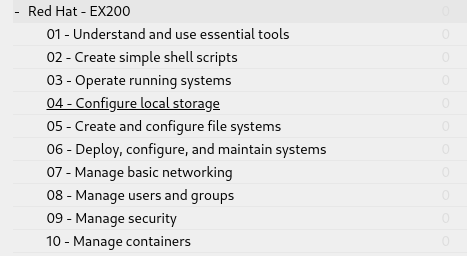 - Red Hat - EX200 0
01 - Understand and use essential tools 0
02 - Create simple shell scripts 0
03 - Operate running systems 0
04 - Configure local storage 0
05 - Create and configure file systems 0
06 - Deploy, configure, and maintain systems 0
07 - Manage basic networking 0
08 - Manage users and groups 0
09 - Manage security 0
10 - Manage containers 0